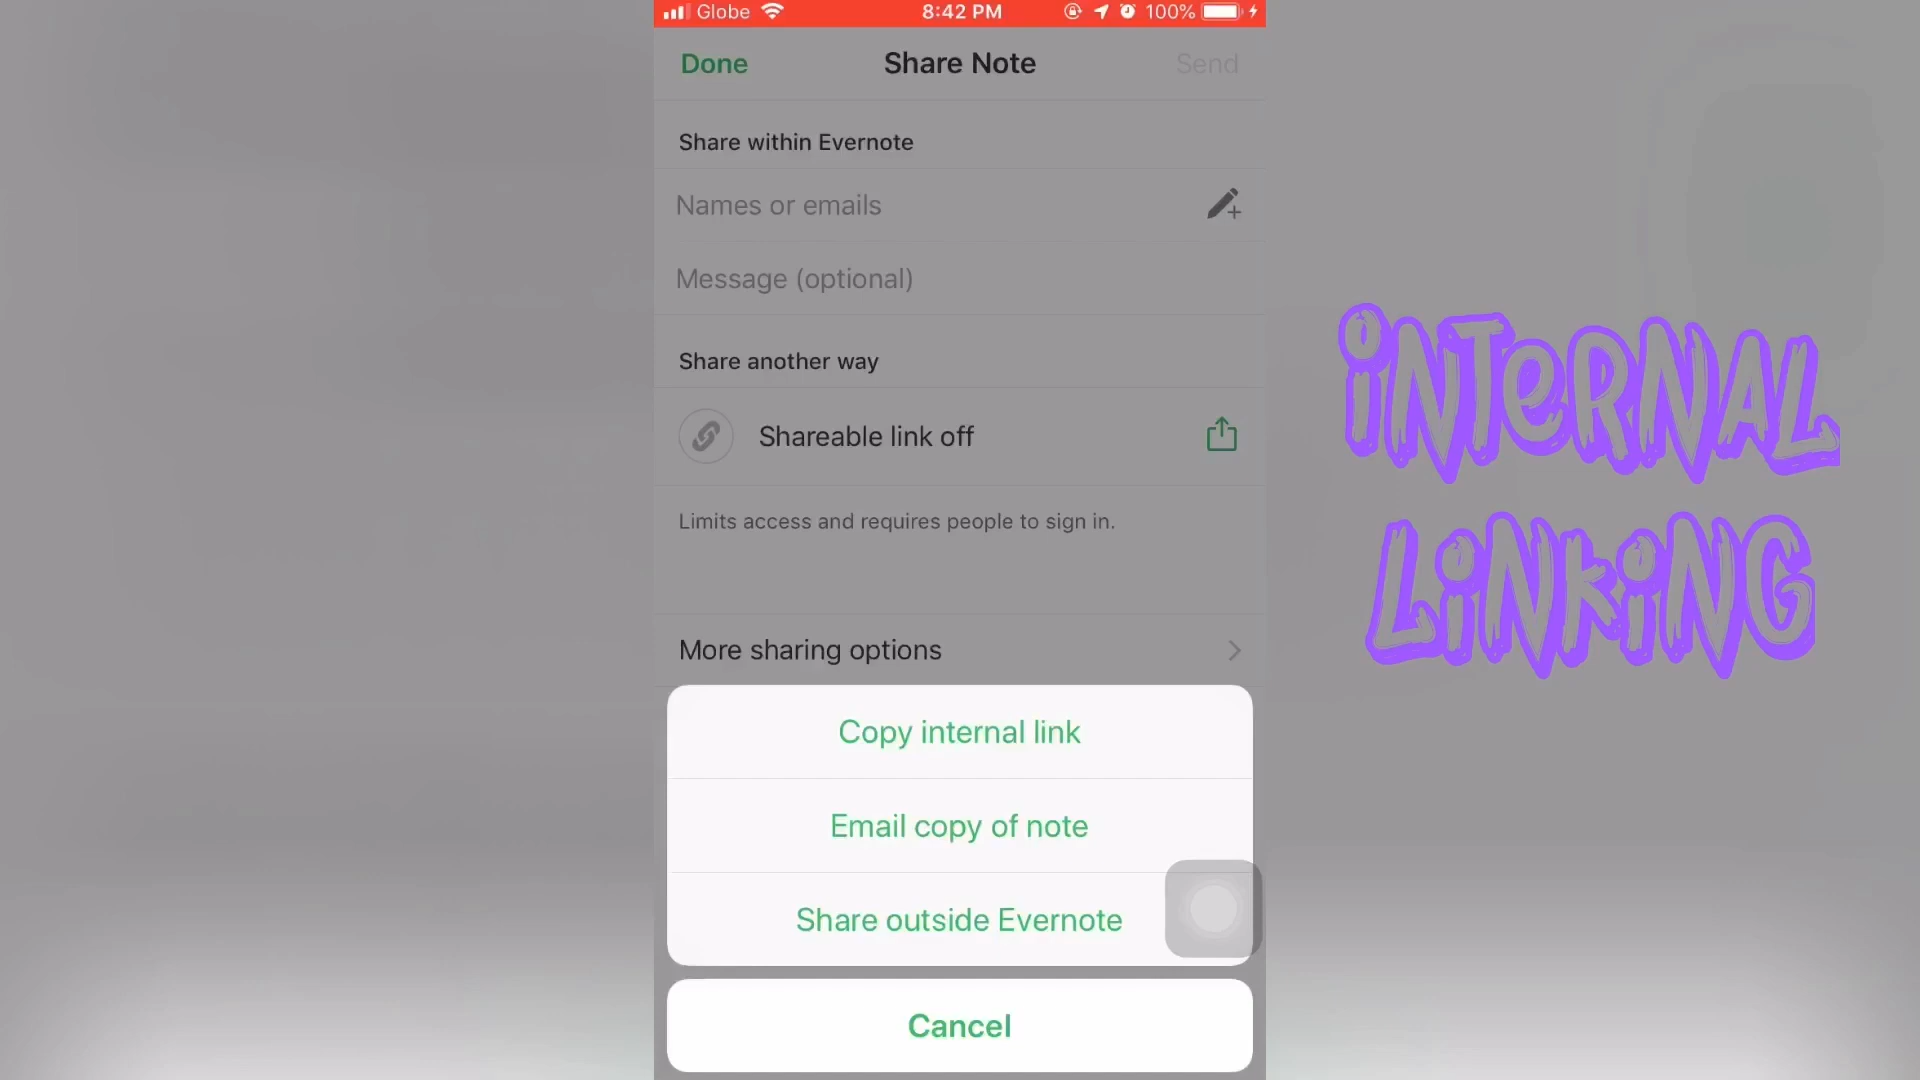 Globe 8:42 PM 100%
Done Share Note Send
Share within Evernote
Names or emails
Message (optional)
Share another way
Shareable link off
Limits access and requires people to sign in.
More sharing options
Copy internal link
Email copy of note
Share outside Evernote
Cancel
iNTeRNAL
LiNKiNG